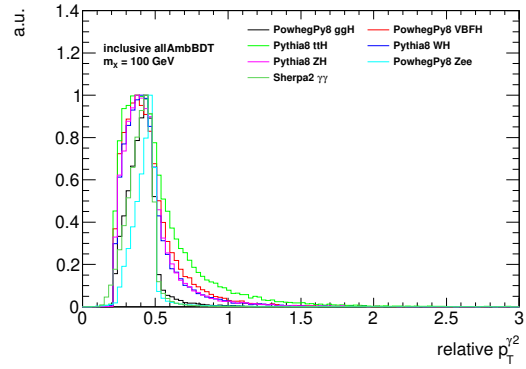 a.u.
1.4
1.2
1
0.8
0.6
0.4
0.2
0
inclusive allAmbBDT
m_x = 100 GeV
PowhegPy8 ggH
PowhegPy8 VBFH
Pythia8 ttH
Pythia8 WH
Pythia8 ZH
PowhegPy8 Zee
Sherpa2 γγ
0 0.5 1 1.5 2 2.5 3
relative p_T^γ2